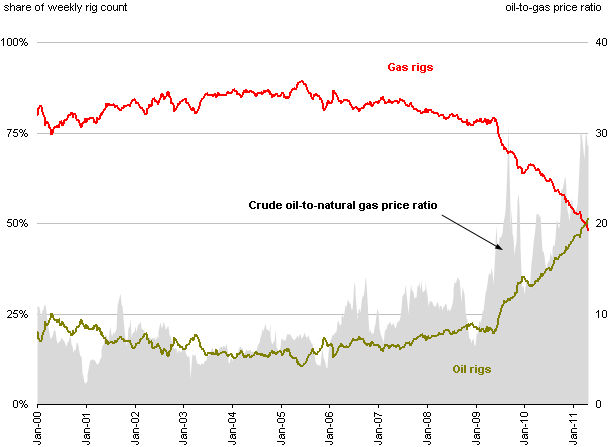 share of weekly rig count
oil-to-gas price ratio
100%
40
Gas rigs
75%
30
Crude oil-to-natural gas price ratio
50%
20
25%
10
Oil rigs
0%
0
Jan-00
Jan-01
Jan-02
Jan-03
Jan-04
Jan-05
Jan-06
Jan-07
Jan-08
Jan-09
Jan-10
Jan-11